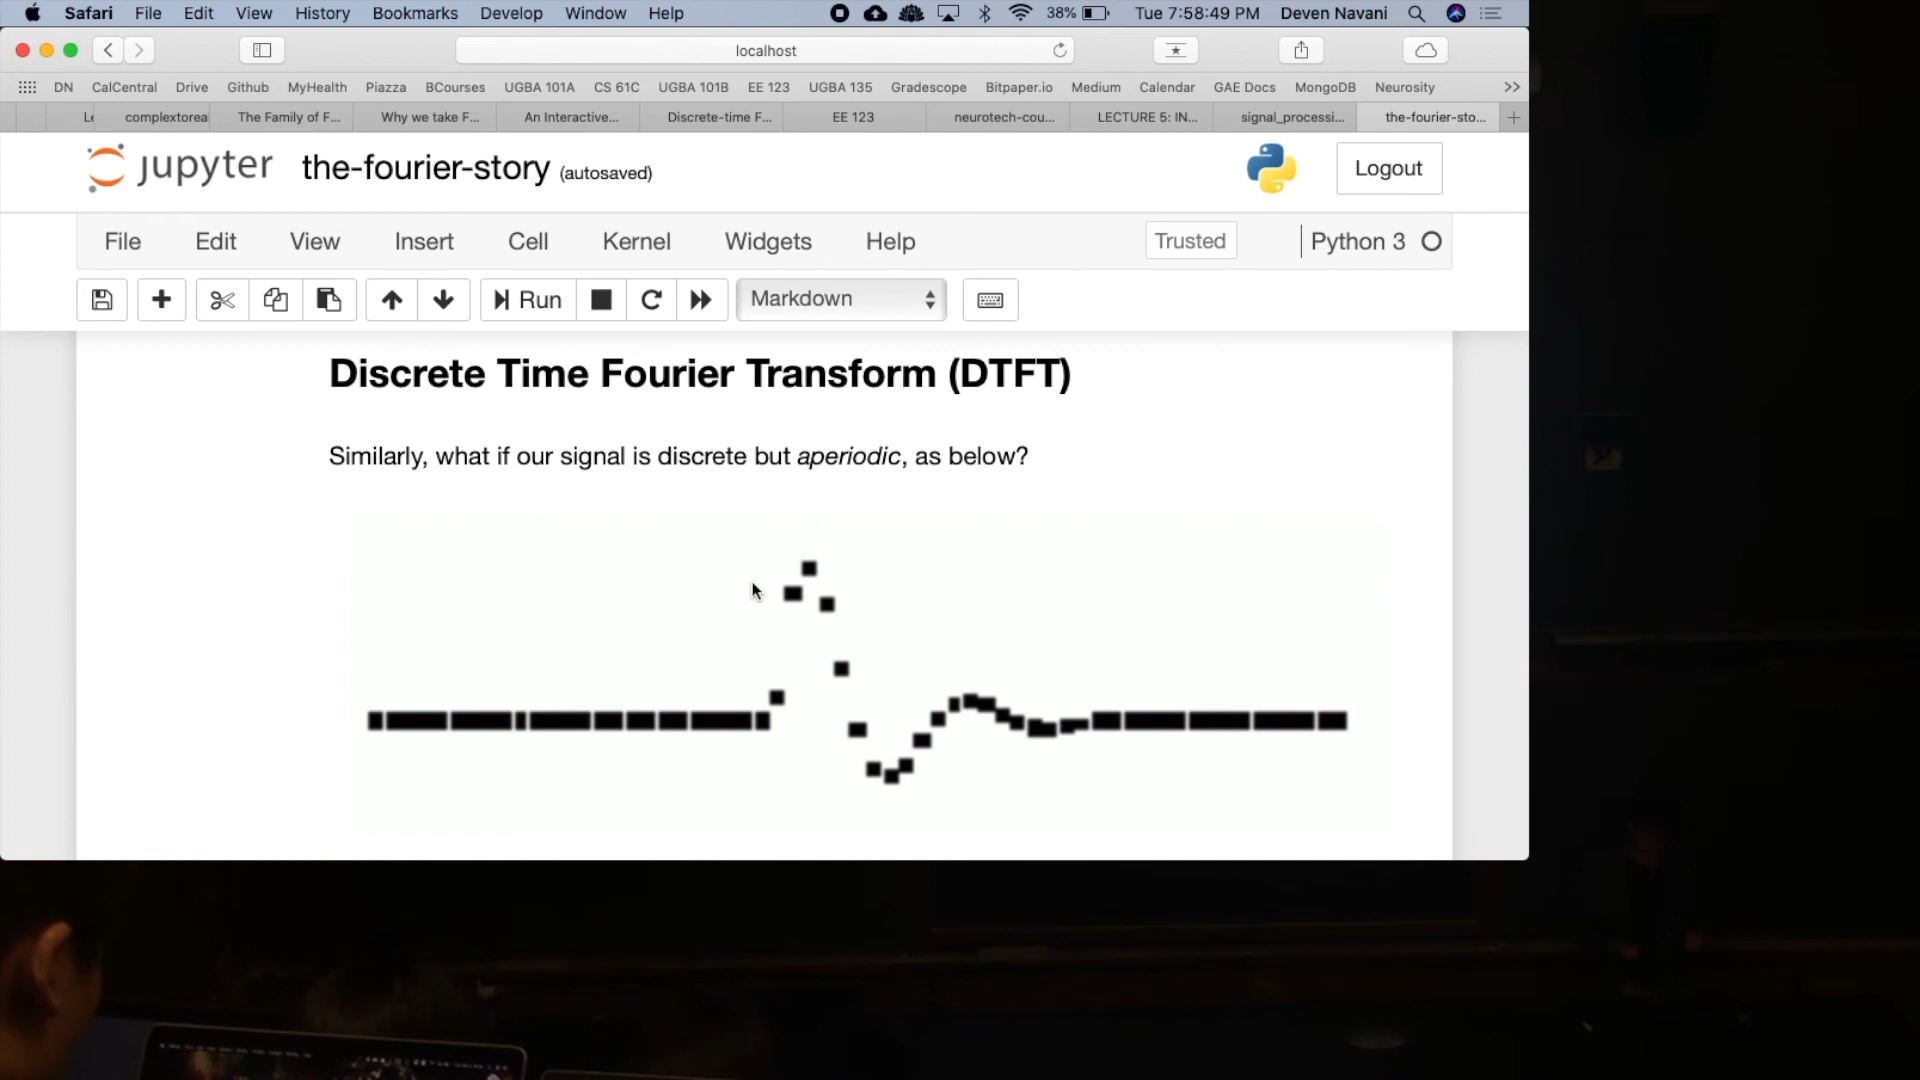 Safari File Edit View History Bookmarks Develop Window Help 38% Tue 7:58:49 PM Deven Navani
localhost
DN CalCentral Drive Github MyHealth Piazza BCourses UGBA 101A CS 61C UGBA 101B EE 123 UGBA 135 Gradescope Bitpaper.io Medium Calendar GAE Docs MongoDB Neurosity >>
complextorea The Family of F... Why we take F... An Interactive... Discrete-time F... EE 123 neurotech-cou... LECTURE 5: IN... signal_processi... the-fourier-sto...
jupyter the-fourier-story (autosaved) Logout
File Edit View Insert Cell Kernel Widgets Help Trusted Python 3
Run Markdown
Discrete Time Fourier Transform (DTFT)
Similarly, what if our signal is discrete but aperiodic, as below?